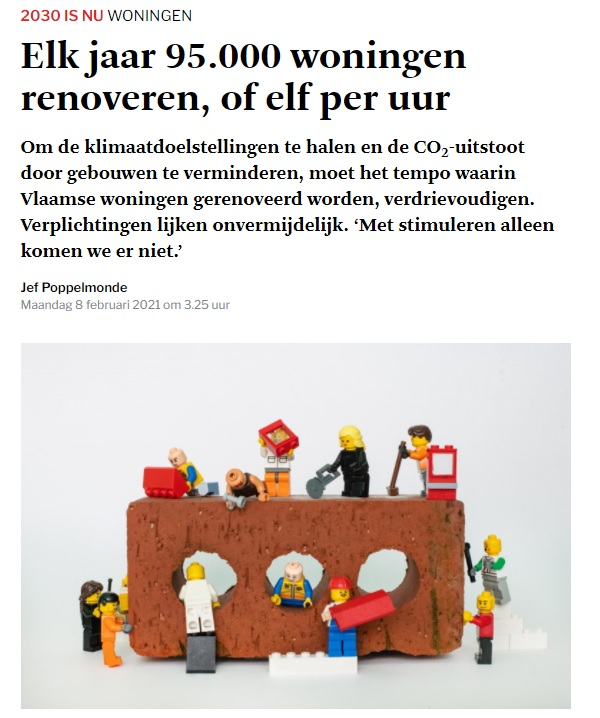 2030 IS NU WONINGEN
Elk jaar 95.000 woningen
renoveren, of elf per uur
Om de klimaatdoelstellingen te halen en de CO₂-uitstoot
door gebouwen te verminderen, moet het tempo waarin
Vlaamse woningen gerenoveerd worden, verdrievoudigen.
Verplichtingen lijken onvermijdelijk. ‘Met stimuleren alleen
komen we er niet.’
Jef Poppelmonde
Maandag 8 februari 2021 om 3.25 uur